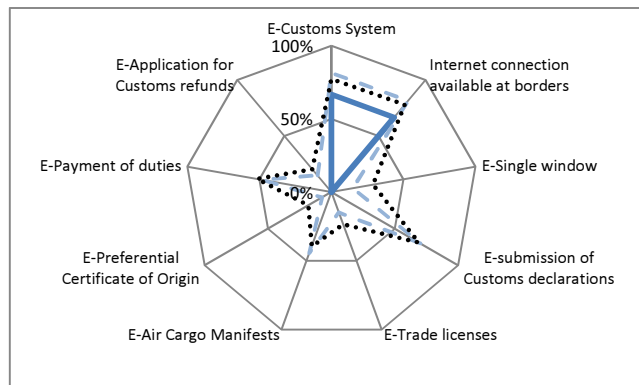 E-Customs System
100%
E-Application for
Customs refunds
Internet connection
available at borders
50%
E-Payment of duties
E-Single window
0%
E-Preferential
Certificate of Origin
E-submission of
Customs declarations
E-Air Cargo Manifests
E-Trade licenses